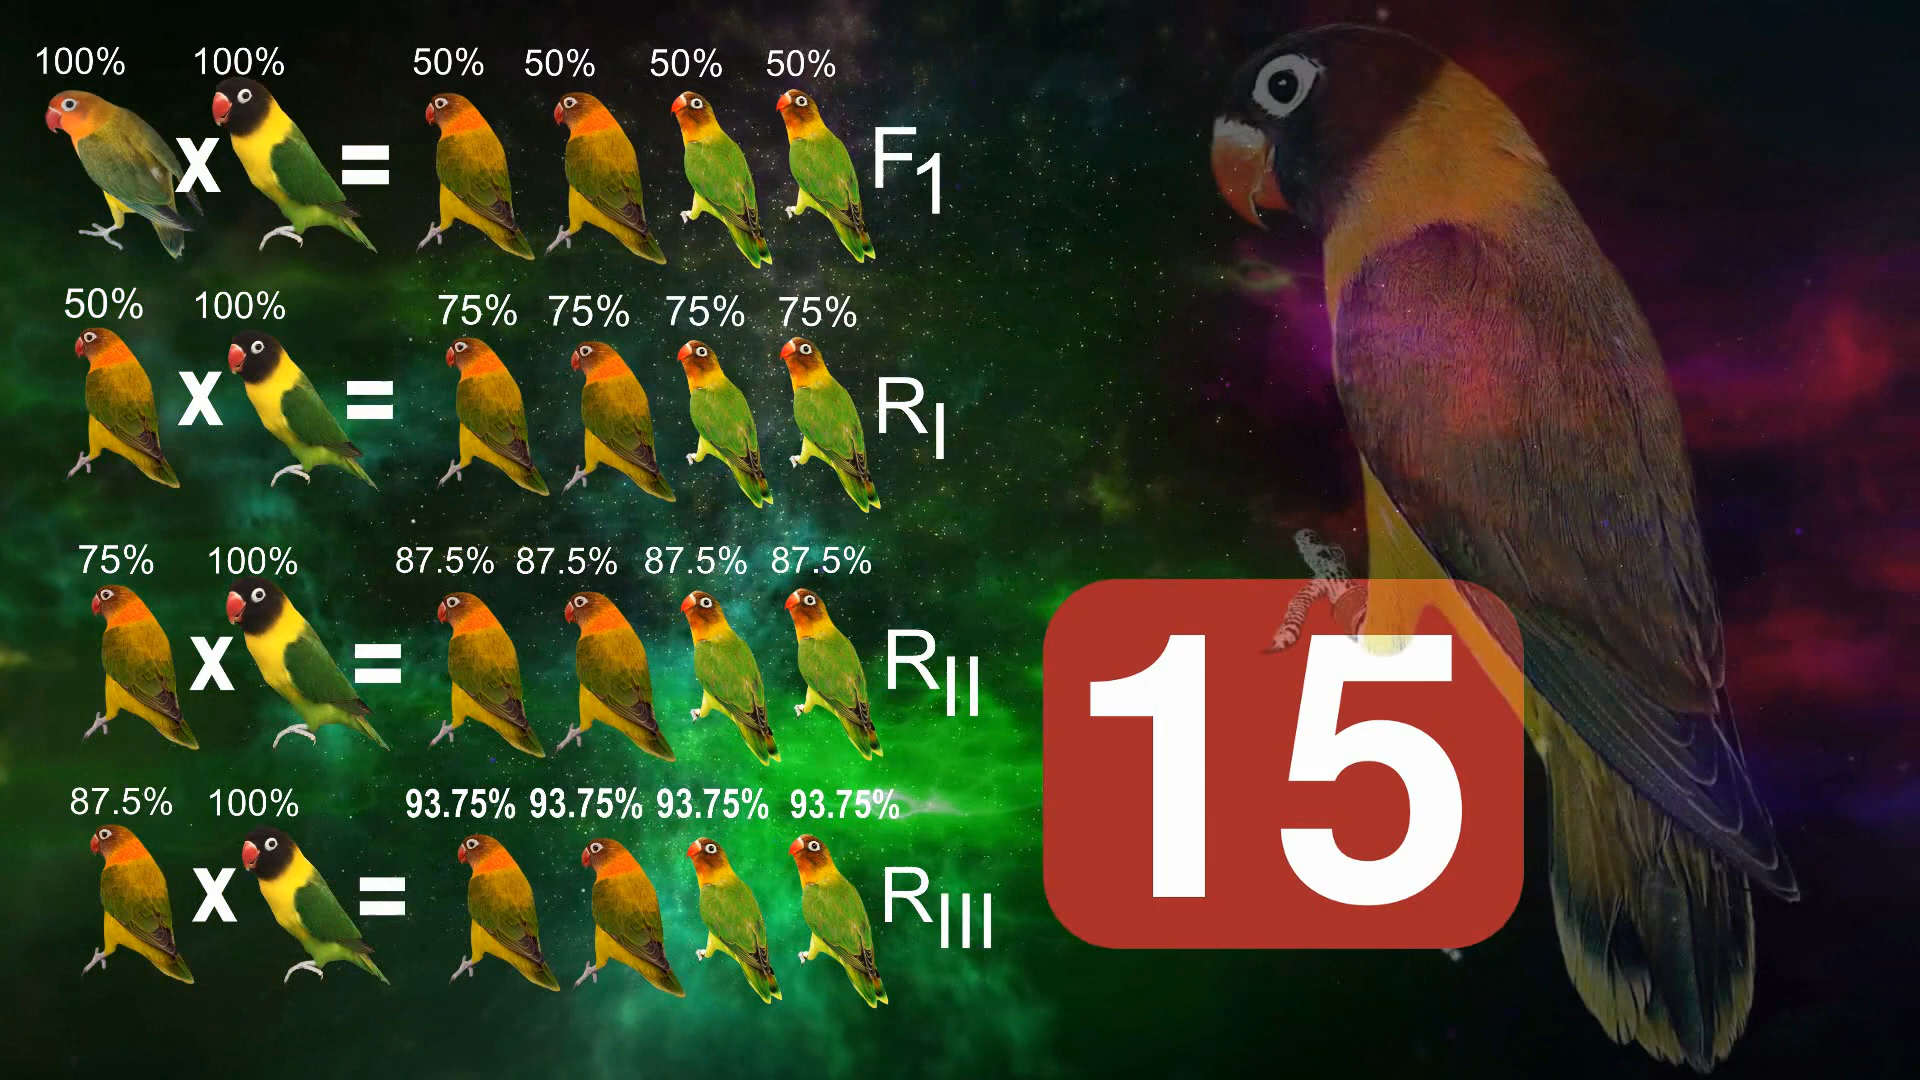 100% 100% 50% 50% 50% 50%
X = F1
50% 100% 75% 75% 75% 75%
X = RI
75% 100% 87.5% 87.5% 87.5% 87.5%
X = RII
87.5% 100% 93.75% 93.75% 93.75% 93.75%
X = RIII
15